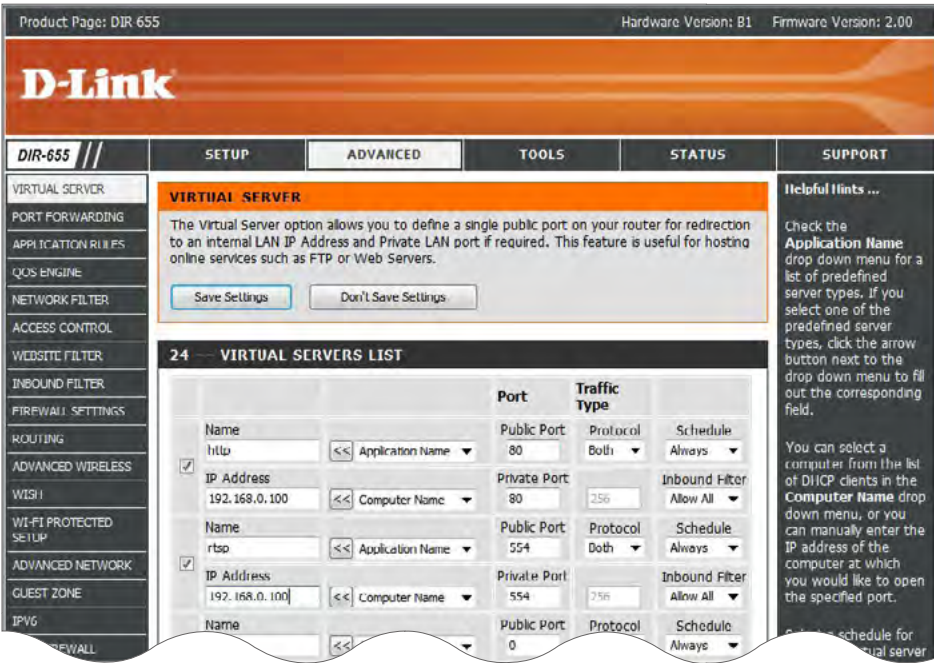 Product Page: DIR 655
Hardware Version: B1 Firmware Version: 2.00
D-Link
DIR-655
SETUP
ADVANCED
TOOLS
STATUS
SUPPORT
VIRTUAL SERVER
PORT FORWARDING
APPLICATION RULES
QOS ENGINE
NETWORK FILTER
ACCESS CONTROL
WEBSITE FILTER
INBOUND FILTER
FIREWALL SETTINGS
ROUTING
ADVANCED WIRELESS
WISH
WI-FI PROTECTED
SETUP
ADVANCED NETWORK
GUEST ZONE
IPV6
EWALL
VIRTUAL SERVER
The Virtual Server option allows you to define a single public port on your router for redirection
to an internal LAN IP Address and Private LAN port if required. This feature is useful for hosting
online services such as FTP or Web Servers.
Save Settings
Don't Save Settings
24 -- VIRTUAL SERVERS LIST
Port
Traffic
Type
Name
Public Port
Protocol
Schedule
http
<<
Application Name
80
Both
Always
IP Address
Private Port
Inbound Filter
192.168.0.100
<<
Computer Name
80
256
Allow All
Name
Public Port
Protocol
Schedule
rtsp
<<
Application Name
554
Both
Always
IP Address
Private Port
Inbound Filter
192.168.0.100
<<
Computer Name
554
256
Allow All
Name
Public Port
Protocol
Schedule
<<
0
Always
Helpful Hints ...
Check the
Application Name
drop down menu for a
list of predefined
server types. If you
select one of the
predefined server
types, click the arrow
button next to the
drop down menu to fill
out the corresponding
field.
You can select a
computer from the list
of DHCP clients in the
Computer Name drop
down menu, or you
can manually enter the
IP address of the
computer at which
you would like to open
the specified port.
schedule for
tual server